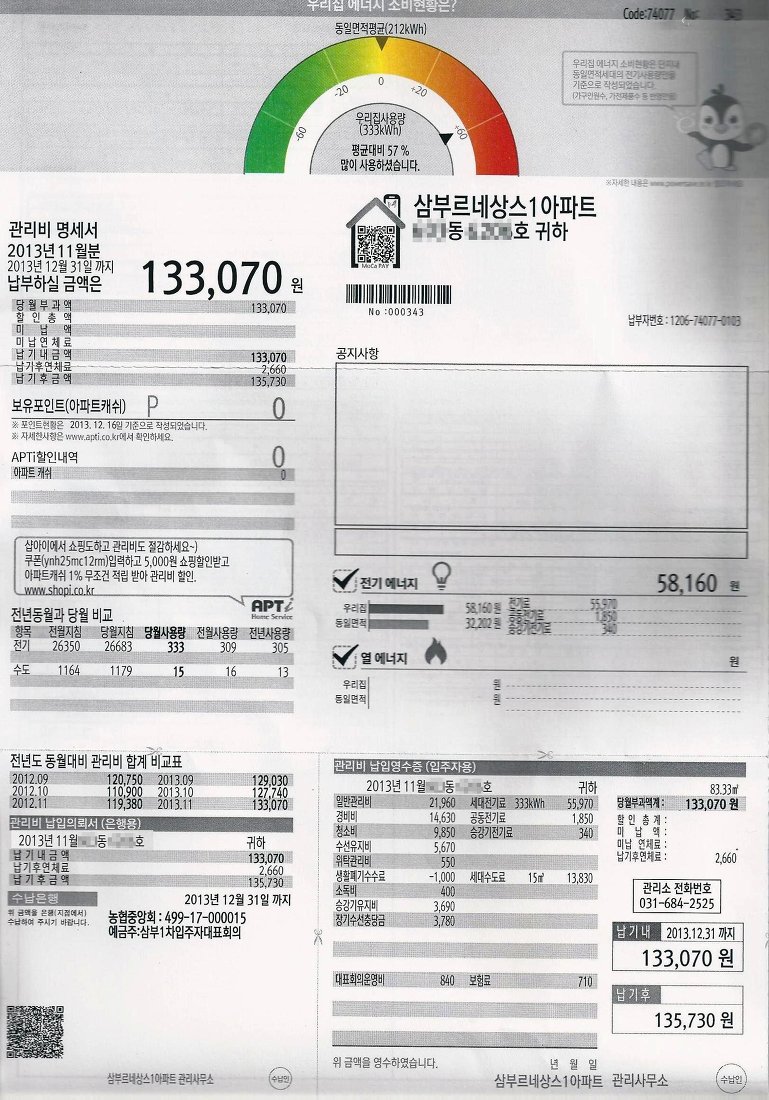 우리집 에너지 소비현황은?
Code:74077 No:
동일면적평균(212kWh)
-60 -20 0 +20 +60
우리집사용량
(333kWh)
평균대비 57 %
많이 사용하셨습니다.
우리집 에너지 소비현황은 단지내
동일면적세대의 전기사용량만을
기준으로 작성되었습니다.
(가구인원수, 가전제품수 등 반영안됨)
※자세한 내용은
관리비 명세서
2013년 11월분
2013년 12월 31일 까지
납부하실 금액은 133,070 원
MoCa PAY
삼부르네상스1아파트
동 호 귀하
No :000343
납부자번호 : 1206-74077-0103
당월부과액 133,070
할인총액
미납액
미납연체료
납기내금액 133,070
납기후연체료 2,660
납기후금액 135,730
보유포인트(아파트캐쉬) P 0
※ 포인트현황은 2013. 12. 16일 기준으로 작성되었습니다.
※ 자세한사항은 www.apti.co.kr에서 확인하세요.
APTi할인내역 0
아파트 캐쉬 0
공지사항
샵아이에서 쇼핑도하고 관리비도 절감하세요~)
쿠폰(ynh25mc12rm)입력하고 5,000원 쇼핑할인받고
아파트캐쉬 1% 무조건 적립 받아 관리비 할인.
www.shopi.co.kr
APTi
Home Service
전년동월과 당월 비교
항목 전월지침 당월지침 당월사용량 전월사용량 전년사용량
전기 26350 26683 333 309 305
수도 1164 1179 15 16 13
전기 에너지 58,160 원
우리집 58,160 원
동일면적 32,202 원
전기료 55,970
공동전기료 1,850
승강기전기료 340
열 에너지 원
우리집 원
동일면적 원
전년도 동월대비 관리비 합계 비교표
2012.09 120,750 2013.09 129,030
2012.10 110,900 2013.10 127,740
2012.11 119,380 2013.11 133,070
관리비 납입의뢰서 (은행용)
2013년 11월 동 호 귀하
납기내금액 133,070
납기후연체료 2,660
납기후금액 135,730
수납은행 2013년 12월 31일 까지
위 금액을 은행(지점에서)
수납하여 주시기 바랍니다.
농협중앙회 : 499-17-000015
예금주:삼부1차입주자대표회의
삼부르네상스1아파트 관리사무소 수납인
관리비 납입영수증 (입주자용)
2013년 11월 동 호 귀하 83.33㎡
일반관리비 21,960 세대전기료 333kWh 55,970
경비비 14,630 공동전기료 1,850
청소비 9,850 승강기전기료 340
수선유지비 5,670
위탁관리비 550
생활폐기수수료 -1,000 세대수도료 15㎥ 13,830
소독비 400
승강기유지비 3,690
장기수선충당금 3,780
대표회의운영비 840 보험료 710
당월부과액계 : 133,070 원
할인총계 :
미납액 :
미납 연체료 :
납기후연체료 : 2,660
관리소 전화번호
031-684-2525
납기내 2013.12.31 까지
133,070 원
납기후
135,730 원
위 금액을 영수하였습니다. 년 월 일
삼부르네상스1아파트 관리사무소 수납인